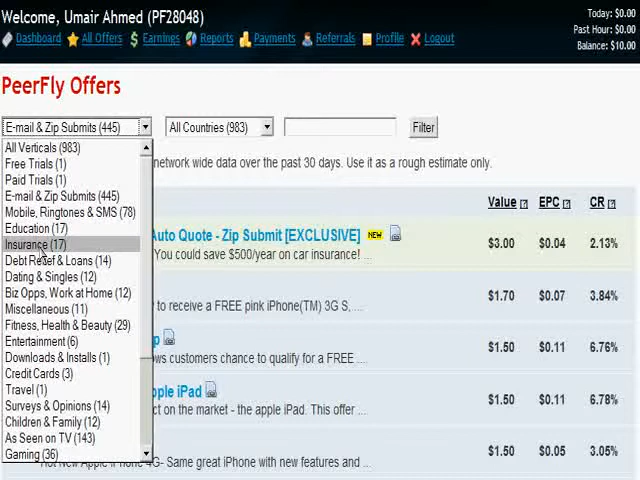 Welcome, Umair Ahmed (PF28048)
Today: $0.00
Past Hour: $0.00
Balance: $10.00
Dashboard All Offers Earnings Reports Payments Referrals Profile Logout
PeerFly Offers
E-mail & Zip Submits (445) All Countries (983) Filter
All Verticals (983)
Free Trials (1)
network wide data over the past 30 days. Use it as a rough estimate only.
Paid Trials (1)
E-mail & Zip Submits (445)
Value EPC CR
Mobile, Ringtones & SMS (78)
Education (17)
Auto Quote - Zip Submit [EXCLUSIVE] NEW
Insurance (17)
$3.00 $0.04 2.13%
You could save $500/year on car insurance! ...
Debt Relief & Loans (14)
Dating & Singles (12)
Biz Opps, Work at Home (12)
$1.70 $0.07 3.84%
to receive a FREE pink iPhone(TM) 3G S, ...
Miscellaneous (11)
Fitness, Health & Beauty (29)
Entertainment (6)
$1.50 $0.11 6.76%
customers chance to qualify for a FREE ...
Downloads & Installs (1)
Credit Cards (3)
Travel (1)
pple iPad
$1.50 $0.11 6.78%
Surveys & Opinions (14)
ct on the market - the apple iPad. This offer ...
Children & Family (12)
As Seen on TV (143)
Gaming (36)
$1.50 $0.05 3.05%
Hot New Apple iPhone 4G- Same great iPhone with new features and ...